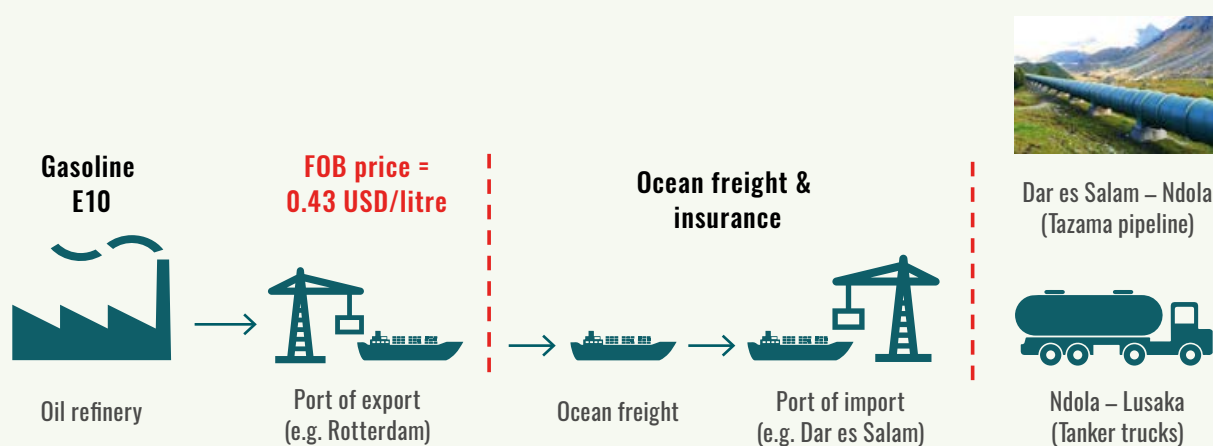 Gasoline
E10
FOB price =
0.43 USD/litre
Ocean freight &
insurance
Dar es Salam – Ndola
(Tazama pipeline)
Oil refinery
Port of export
(e.g. Rotterdam)
Ocean freight
Port of import
(e.g. Dar es Salam)
Ndola – Lusaka
(Tanker trucks)